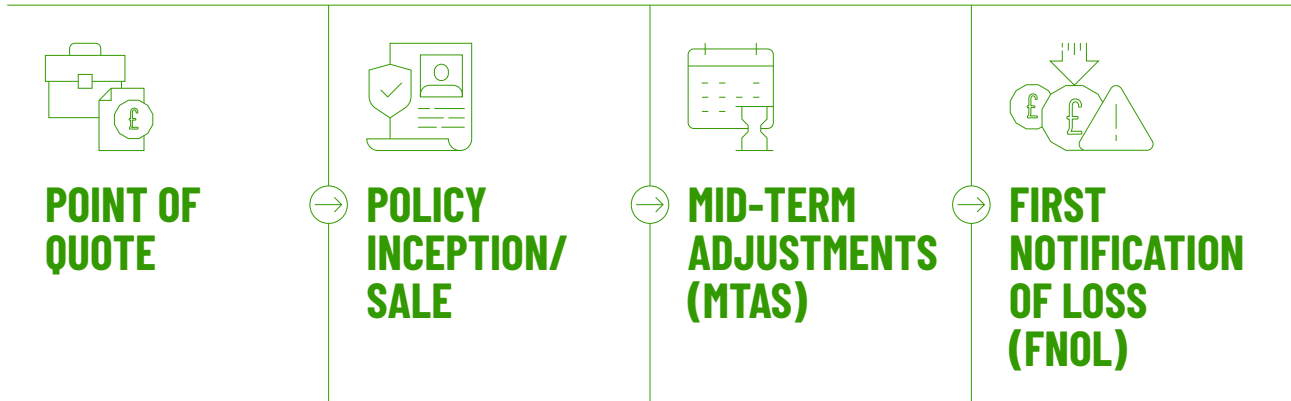 £
POINT OF
QUOTE
POLICY
INCEPTION/
SALE
MID-TERM
ADJUSTMENTS
(MTAS)
£
£
!
FIRST
NOTIFICATION
OF LOSS
(FNOL)